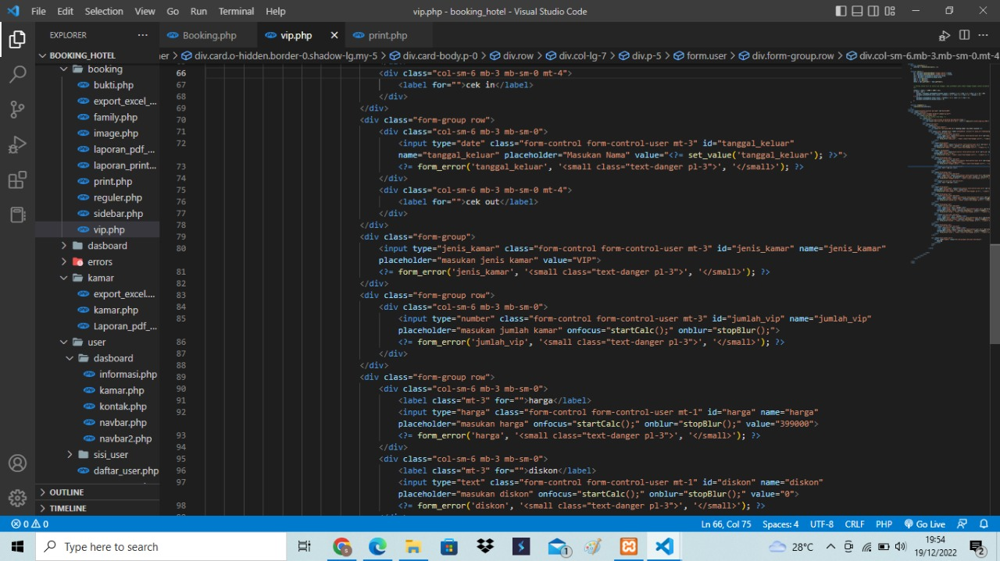 File Edit Selection View Go Run Terminal Help
vip.php - booking_hotel - Visual Studio Code
EXPLORER
Booking.php
vip.php
print.php
BOOKING_HOTEL
ner > div.card.o-hidden.border-0.shadow-lg.my-5 > div.card-body.p-0 > div.row > div.col-lg-7 > div.p-5 > form.user > div.form-group.row > div.col-sm-6.mb-3.mb-sm-0.mt-4
booking
bukti.php
export_excel_...
family.php
image.php
laporan_pdf_...
laporan_print...
print.php
reguler.php
sidebar.php
vip.php
dasboard
errors
kamar
export_excel....
kamar.php
Laporan_pdf_...
user
dasboard
informasi.php
kamar.php
kontak.php
navbar.php
navbar2.php
sisi_user
daftar_user.php
OUTLINE
TIMELINE
66 <div class="col-sm-6 mb-3 mb-sm-0 mt-4">
67 <label for="">cek in</label>
68 </div>
69 </div>
70 <div class="form-group row">
71 <div class="col-sm-6 mb-3 mb-sm-0">
72 <input type="date" class="form-control form-control-user mt-3" id="tanggal_keluar"
name="tanggal_keluar" placeholder="Masukan Nama" value="<?= set_value('tanggal_keluar'); ?>">
73 <?= form_error('tanggal_keluar', '<small class="text-danger pl-3">', '</small>'); ?>
74 </div>
75 <div class="col-sm-6 mb-3 mb-sm-0 mt-4">
76 <label for="">cek out</label>
77 </div>
78 </div>
79 <div class="form-group">
80 <input type="jenis_kamar" class="form-control form-control-user mt-3" id="jenis_kamar" name="jenis_kamar"
placeholder="masukan jenis kamar" value="VIP">
81 <?= form_error('jenis_kamar', '<small class="text-danger pl-3">', '</small>'); ?>
82 </div>
83 <div class="form-group row">
84 <div class="col-sm-6 mb-3 mb-sm-0">
85 <input type="number" class="form-control form-control-user mt-3" id="jumlah_vip" name="jumlah_vip"
placeholder="masukan jumlah kamar" onfocus="startCalc();" onblur="stopBlur();">
86 <?= form_error('jumlah_vip', '<small class="text-danger pl-3">', '</small>'); ?>
87 </div>
88 </div>
89 <div class="form-group row">
90 <div class="col-sm-6 mb-3 mb-sm-0">
91 <label class="mt-3" for="">harga</label>
92 <input type="harga" class="form-control form-control-user mt-1" id="harga" name="harga"
placeholder="masukan harga" onfocus="startCalc();" onblur="stopBlur();" value="399000">
93 <?= form_error('harga', '<small class="text-danger pl-3">', '</small>'); ?>
94 </div>
95 <div class="col-sm-6 mb-3 mb-sm-0">
96 <label class="mt-3" for="">diskon</label>
97 <input type="text" class="form-control form-control-user mt-1" id="diskon" name="diskon"
placeholder="masukan diskon" onfocus="startCalc();" onblur="stopBlur();" value="0">
98 <?= form_error('diskon', '<small class="text-danger pl-3">', '</small>'); ?>
0 0
Ln 66, Col 75 Spaces: 4 UTF-8 CRLF PHP Go Live
Type here to search
28°C
19:54
19/12/2022